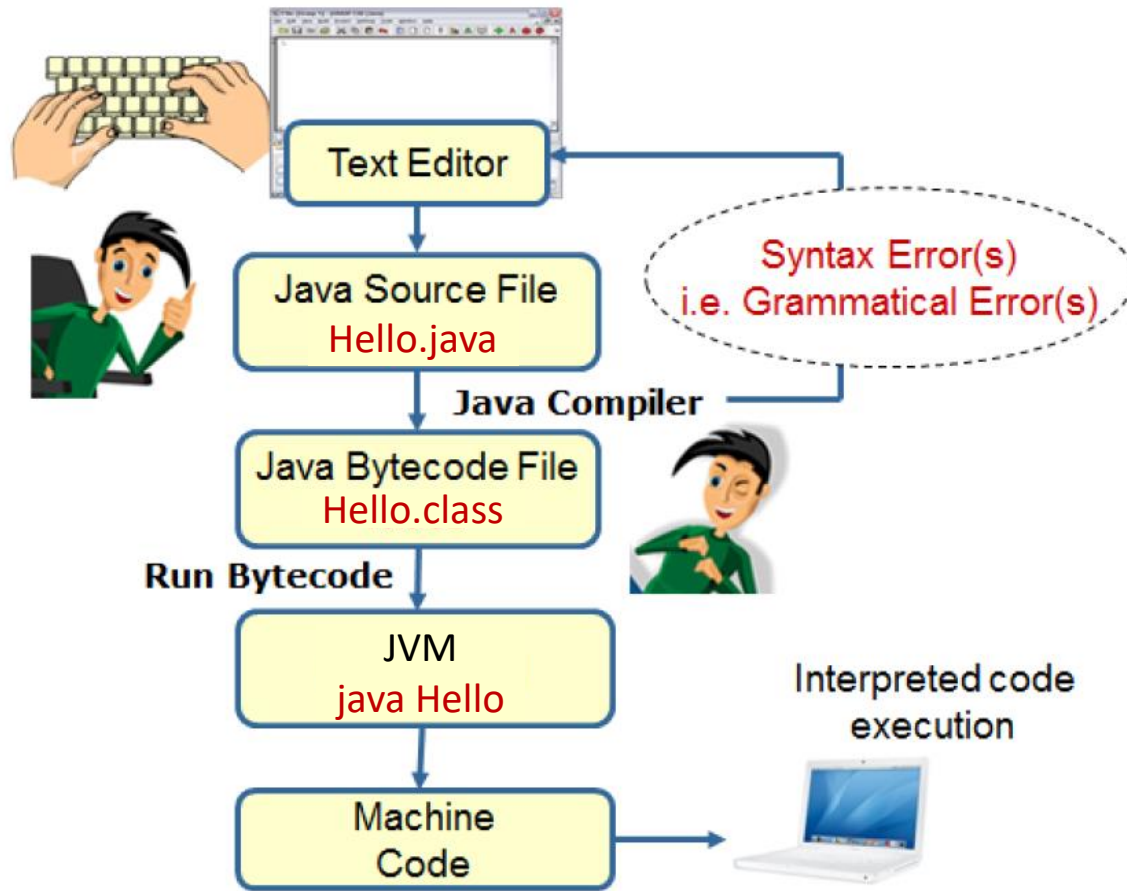 Text Editor
Java Source File
Hello.java
Syntax Error(s)
i.e. Grammatical Error(s)
Java Compiler
Java Bytecode File
Hello.class
Run Bytecode
JVM
java Hello
Interpreted code
execution
Machine
Code